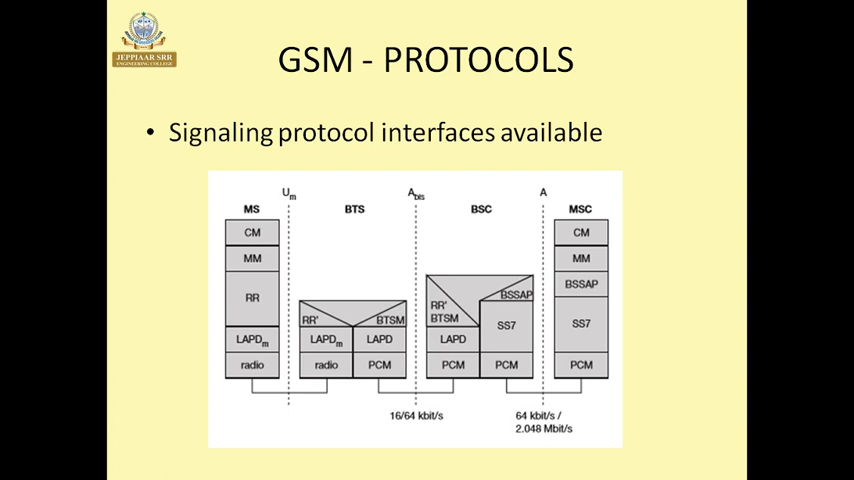 JEPPIAAR SRR
ENGINEERING COLLEGE
GSM - PROTOCOLS
• Signaling protocol interfaces available
Um Abis A
MS BTS BSC MSC
CM CM
MM MM
RR BSSAP BSSAP
RR' BTSM RR' BTSM SS7 SS7
LAPDm LAPDm LAPD LAPD
radio radio PCM PCM PCM PCM
16/64 kbit/s 64 kbit/s /
2.048 Mbit/s